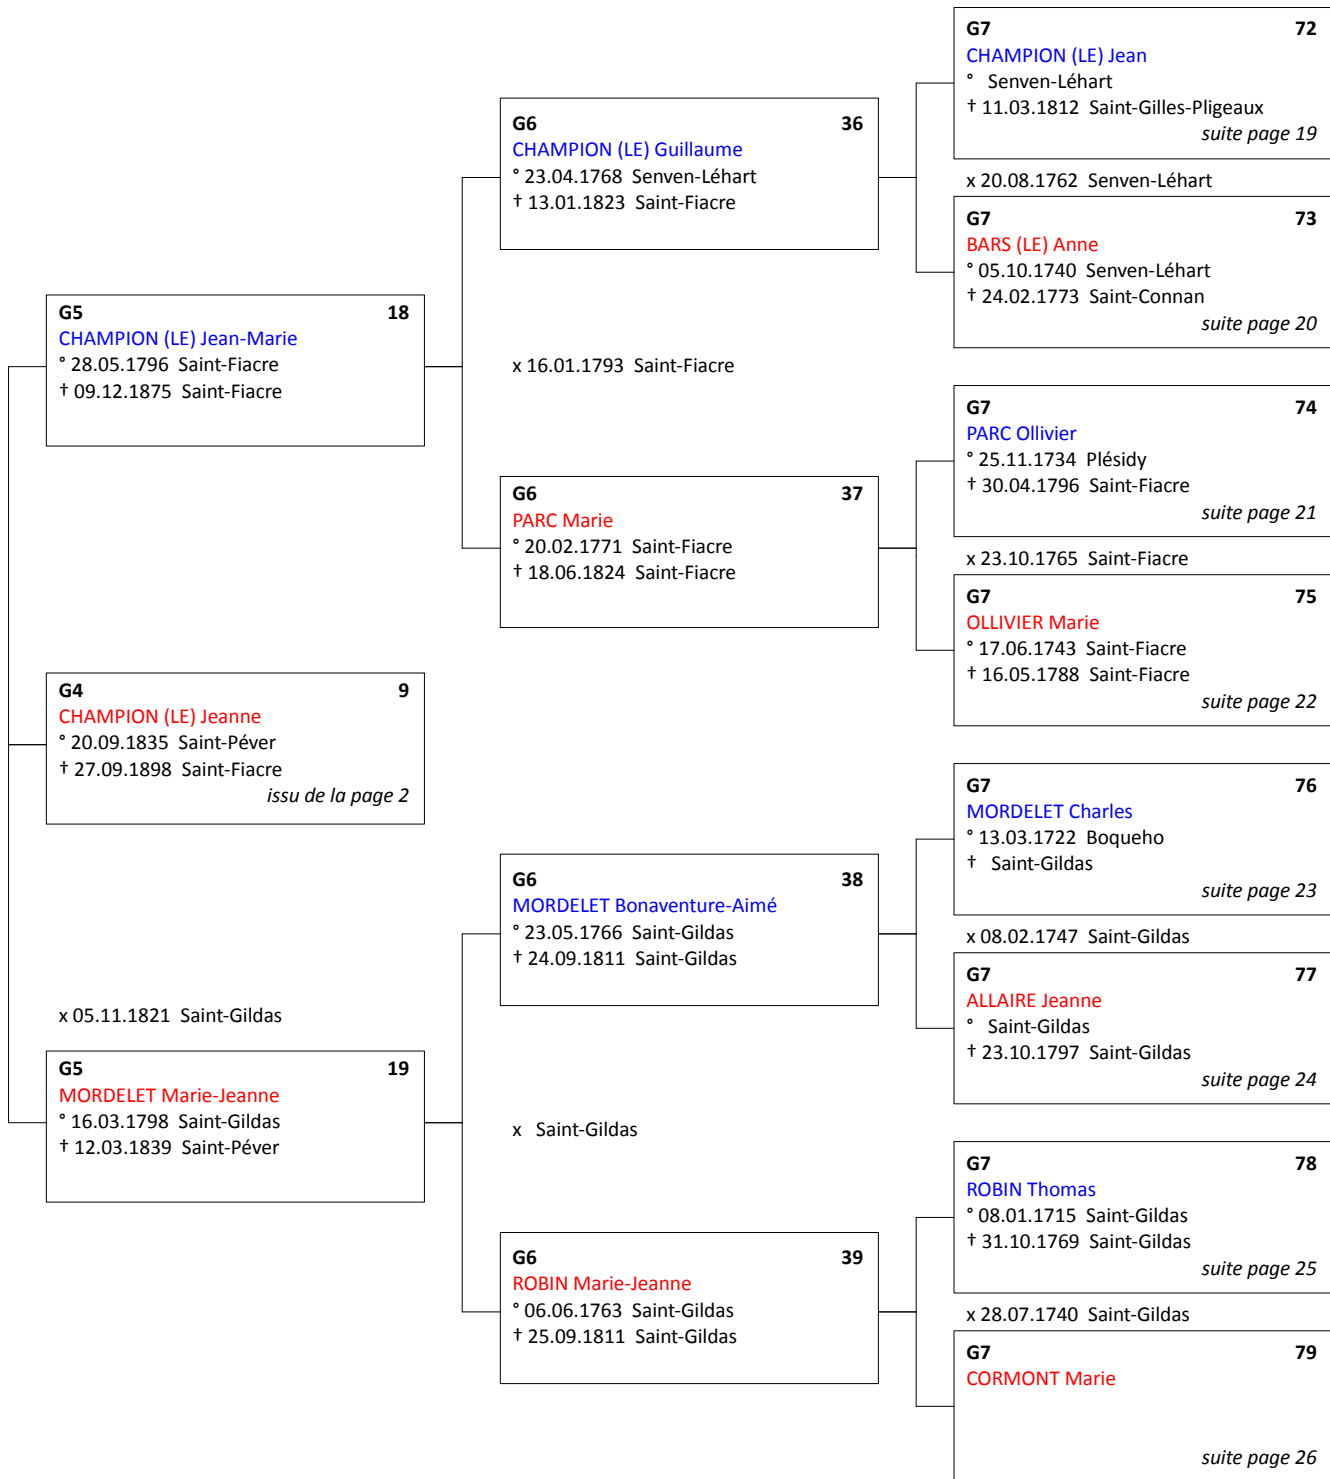 G5 18
CHAMPION (LE) Jean-Marie
° 28.05.1796 Saint-Fiacre
† 09.12.1875 Saint-Fiacre
G4 9
CHAMPION (LE) Jeanne
° 20.09.1835 Saint-Péver
† 27.09.1898 Saint-Fiacre
issu de la page 2
x 05.11.1821 Saint-Gildas
G5 19
MORDELET Marie-Jeanne
° 16.03.1798 Saint-Gildas
† 12.03.1839 Saint-Péver
G6 36
CHAMPION (LE) Guillaume
° 23.04.1768 Senven-Léhart
† 13.01.1823 Saint-Fiacre
x 16.01.1793 Saint-Fiacre
G6 37
PARC Marie
° 20.02.1771 Saint-Fiacre
† 18.06.1824 Saint-Fiacre
G6 38
MORDELET Bonaventure-Aimé
° 23.05.1766 Saint-Gildas
† 24.09.1811 Saint-Gildas
x Saint-Gildas
G6 39
ROBIN Marie-Jeanne
° 06.06.1763 Saint-Gildas
† 25.09.1811 Saint-Gildas
G7 72
CHAMPION (LE) Jean
° Senven-Léhart
† 11.03.1812 Saint-Gilles-Pligeaux
suite page 19
x 20.08.1762 Senven-Léhart
G7 73
BARS (LE) Anne
° 05.10.1740 Senven-Léhart
† 24.02.1773 Saint-Connan
suite page 20
G7 74
PARC Ollivier
° 25.11.1734 Plésidy
† 30.04.1796 Saint-Fiacre
suite page 21
x 23.10.1765 Saint-Fiacre
G7 75
OLLIVIER Marie
° 17.06.1743 Saint-Fiacre
† 16.05.1788 Saint-Fiacre
suite page 22
G7 76
MORDELET Charles
° 13.03.1722 Boqueho
† Saint-Gildas
suite page 23
x 08.02.1747 Saint-Gildas
G7 77
ALLAIRE Jeanne
° Saint-Gildas
† 23.10.1797 Saint-Gildas
suite page 24
G7 78
ROBIN Thomas
° 08.01.1715 Saint-Gildas
† 31.10.1769 Saint-Gildas
suite page 25
x 28.07.1740 Saint-Gildas
G7 79
CORMONT Marie
suite page 26